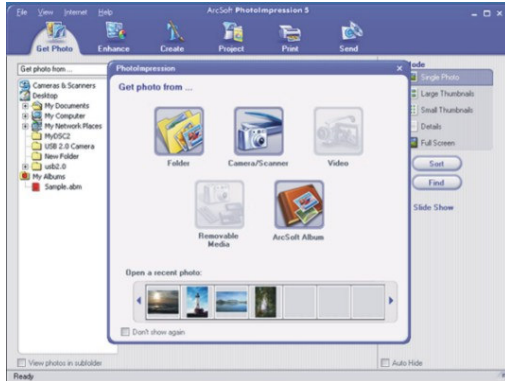 File View Internet Help
ArcSoft PhotoImpression 5
Get Photo Enhance Create Project Print Send
Get photo from ...
Cameras & Scanners
Desktop
My Documents
My Computer
My Network Places
MyDSC2
USB 2.0 Camera
New Folder
usb2.0
My Albums
Sample.abm
PhotoImpression
Get photo from ...
Folder Camera/Scanner Video
Removable Media
ArcSoft Album
Open a recent photo:
Don't show again
ode
Single Photo
Large Thumbnails
Small Thumbnails
Details
Full Screen
Sort
Find
Slide Show
View photos in subfolder
Auto Hide
Ready